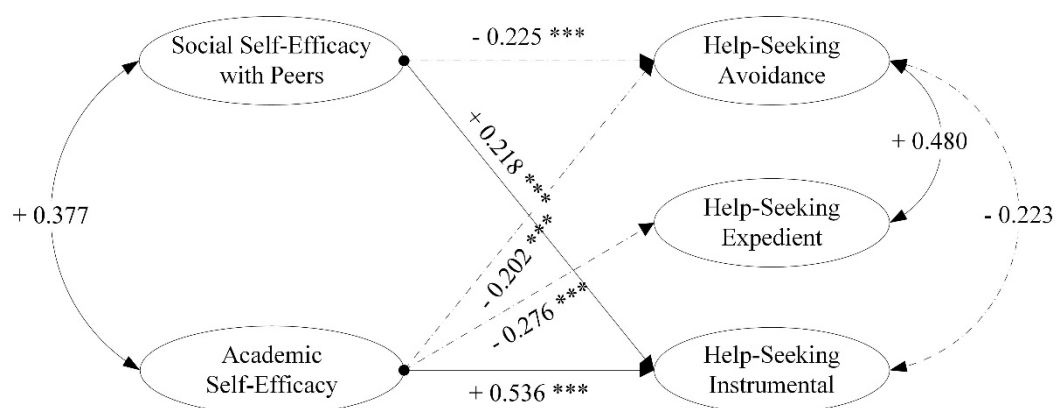 Social Self-Efficacy
with Peers
- 0.225 ***
Help-Seeking
Avoidance
+ 0.218 ***
+ 0.480
+ 0.377
Help-Seeking
Expedient
- 0.223
- 0.202 ***
- 0.276 ***
Academic
Self-Efficacy
+ 0.536 ***
Help-Seeking
Instrumental